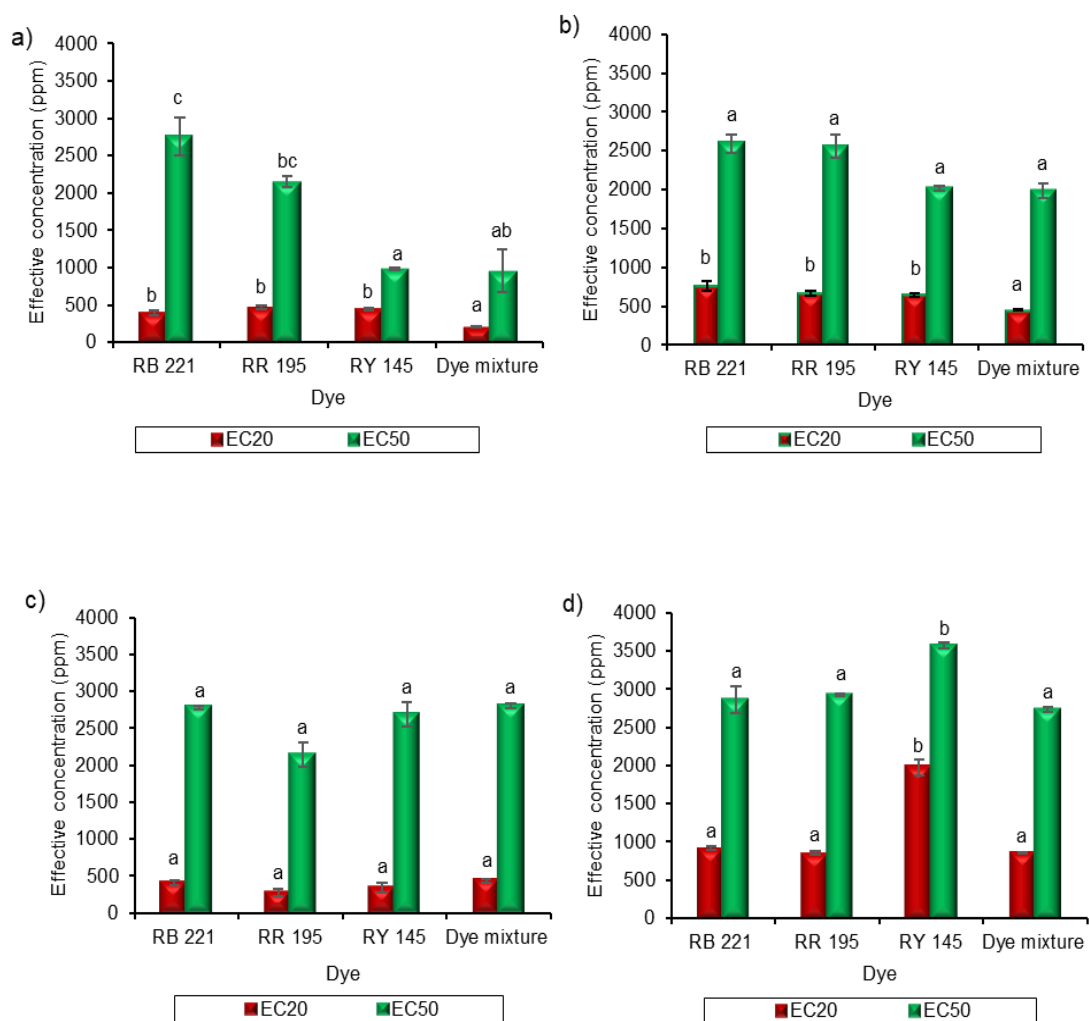 a)
Effective concentration (ppm)
4000
3500
3000
2500
2000
1500
1000
500
0
c
bc
a
ab
b
b
b
a
RB 221 RR 195 RY 145 Dye mixture
Dye
EC20 EC50
b)
Effective concentration (ppm)
4000
3500
3000
2500
2000
1500
1000
500
0
a
a
a
a
b
b
b
a
RB 221 RR 195 RY 145 Dye mixture
Dye
EC20 EC50
c)
Effective concentration (ppm)
4000
3500
3000
2500
2000
1500
1000
500
0
a
a
a
a
a
a
a
a
RB 221 RR 195 RY 145 Dye mixture
Dye
EC20 EC50
d)
Effective concentration (ppm)
4000
3500
3000
2500
2000
1500
1000
500
0
a
a
b
a
a
a
b
a
RB 221 RR 195 RY 145 Dye mixture
Dye
EC20 EC50